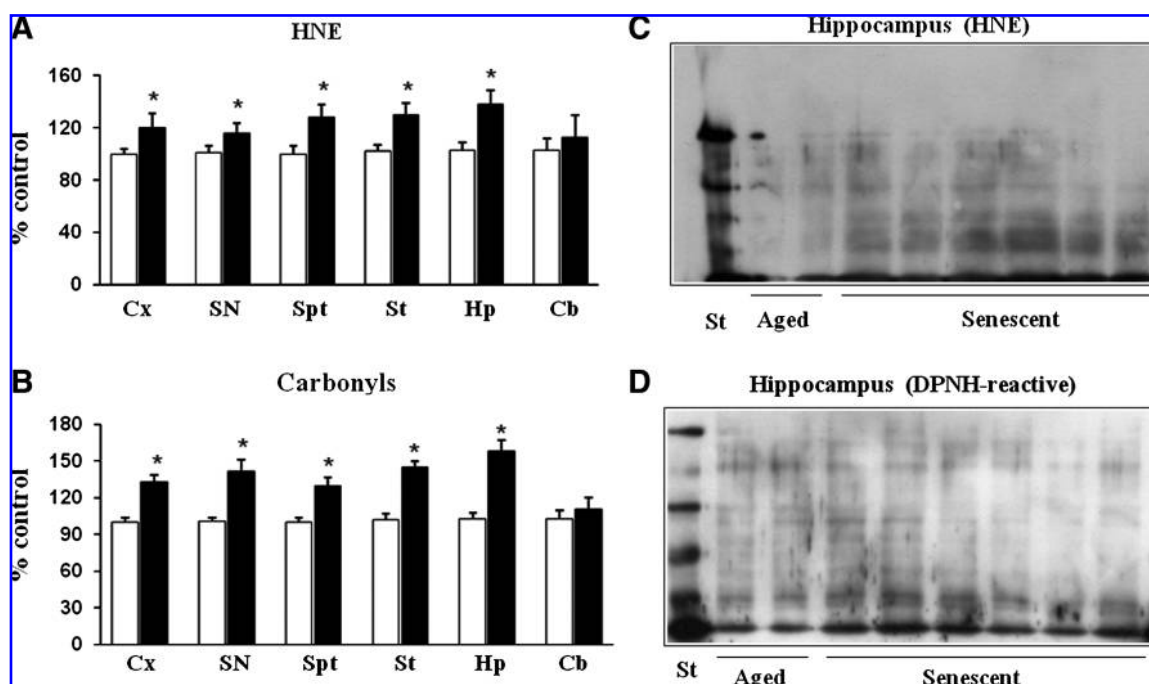 A
HNE
% control
160
120
80
40
0
* * * * *
Cx SN Spt St Hp Cb
B
Carbonyls
% control
180
150
120
90
60
30
0
* * * * *
Cx SN Spt St Hp Cb
C
Hippocampus (HNE)
St Aged Senescent
D
Hippocampus (DPNH-reactive)
St Aged Senescent